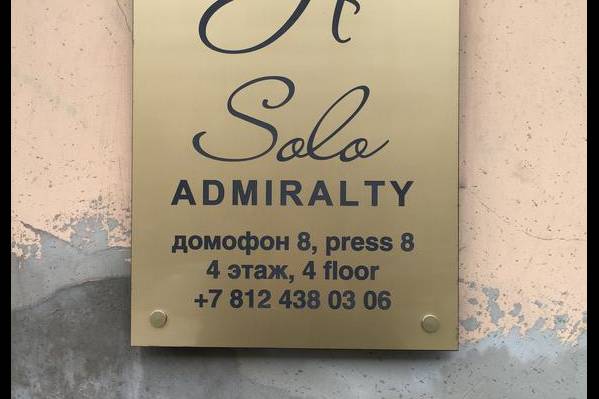 A
Solo
ADMIRALTY
домофон 8, press 8
4 этаж, 4 floor
+7 812 438 03 06